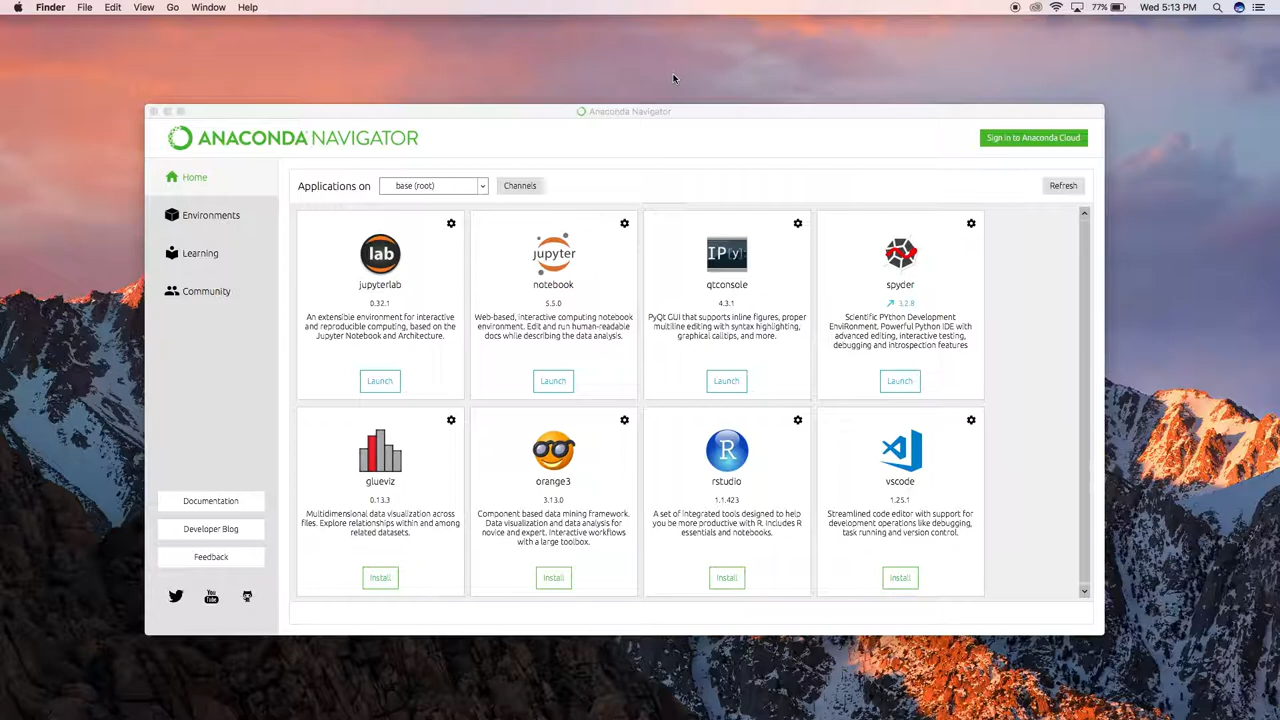 Finder File Edit View Go Window Help 77% Wed 5:13 PM
Anaconda Navigator
ANACONDA NAVIGATOR
Sign in to Anaconda Cloud
Home
Environments
Learning
Community
Documentation
Developer Blog
Feedback
You
Tube
Applications on base (root) Channels Refresh
lab
jupyterlab
0.32.1
An extensible environment for interactive
and reproducible computing, based on the
Jupyter Notebook and Architecture.
Launch
jupyter
notebook
5.5.0
Web-based, interactive computing notebook
environment. Edit and run human-readable
docs while describing the data analysis.
Launch
IP[y]:
qtconsole
4.3.1
PyQt GUI that supports inline figures, proper
multiline editing with syntax highlighting,
graphical calltips, and more.
Launch
spyder
3.2.8
Scientific PYthon Development
EnviRonment. Powerful Python IDE with
advanced editing, interactive testing,
debugging and introspection features
Launch
glueviz
0.13.3
Multidimensional data visualization across
files. Explore relationships within and among
related datasets.
Install
orange3
3.13.0
Component based data mining framework.
Data visualization and data analysis for
novice and expert. Interactive workflows
with a large toolbox.
Install
R
rstudio
1.1.423
A set of integrated tools designed to help
you be more productive with R. Includes R
essentials and notebooks.
Install
vscode
1.25.1
Streamlined code editor with support for
development operations like debugging,
task running and version control.
Install